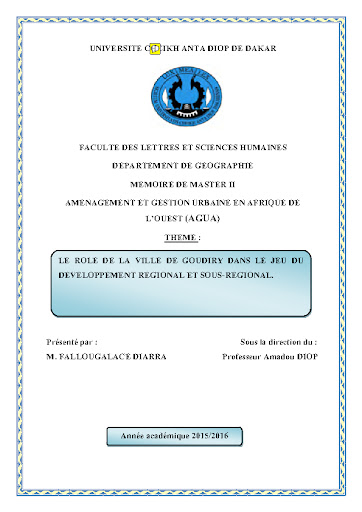 UNIVERSITE CHEIKH ANTA DIOP DE DAKAR
LUX MEA LEX
FACULTE DES LETTRES ET SCIENCES HUMAINES
DEPARTEMENT DE GEOGRAPHIE
MEMOIRE DE MASTER II
AMENAGEMENT ET GESTION URBAINE EN AFRIQUE DE
L'OUEST (AGUA)
THEME :
LE ROLE DE LA VILLE DE GOUDIRY DANS LE JEU DU
DEVELOPPEMENT REGIONAL ET SOUS-REGIONAL.
Présenté par : Sous la direction du :
M. FALLOUGALACE DIARRA Professeur Amadou DIOP
Année académique 2015/2016